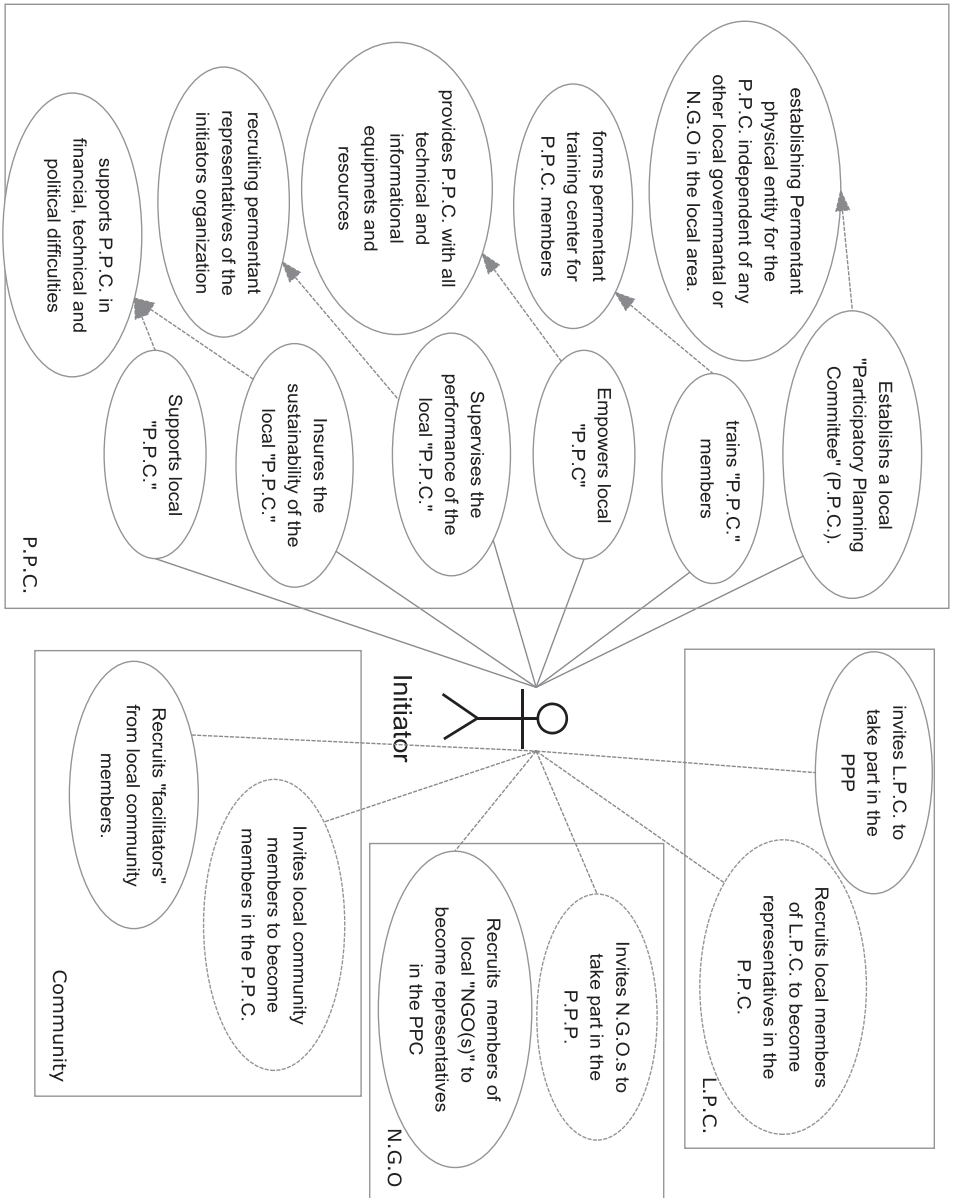 establishing Permentant
physical entity for the
P.P.C. independent of any
other local governmantal or
N.G.O in the local area.
Establishs a local
"Participatory Planning
Committee" (P.P.C.).
forms permentant
training center for
P.P.C. members
trains "P.P.C."
members
provides P.P.C. with all
technical and
informational
equipmets and
resources
Empowers local
"P.P.C"
recruiting permentant
representatives of the
initiators organization
Supervises the
performance of the
local "P.P.C."
supports P.P.C. in
financial, technical and
political difficulties
Insures the
sustainability of the
local "P.P.C."
Supports local
"P.P.C."
P.P.C.
Initiator
invites L.P.C. to
take part in the
PPP
Recruits local members
of L.P.C. to become
representatives in the
P.P.C.
L.P.C.
Invites N.G.O.s to
take part in the
P.P.P.
Recruits members of
local "NGO(s)" to
become representatives
in the PPC
N.G.O
Invites local community
members to become
members in the P.P.C.
Recruits "facilitators"
from local community
members.
Community